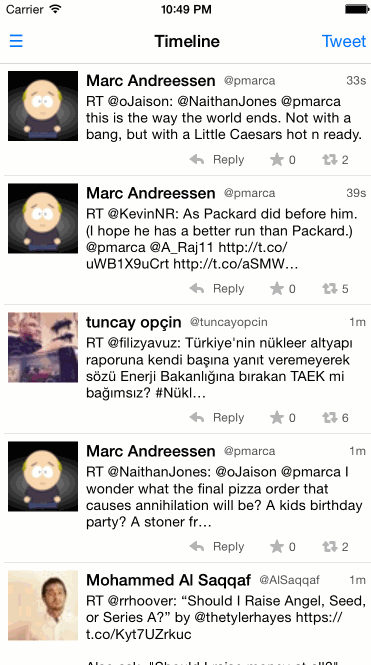 Carrier 10:49 PM
Timeline Tweet
Marc Andreessen @pmarca 33s
RT @oJaison: @NaithanJones @pmarca
this is the way the world ends. Not with a
bang, but with a Little Caesars hot n ready.
Reply 0 2
Marc Andreessen @pmarca 39s
RT @KevinNR: As Packard did before him.
(I hope he has a better run than Packard.)
@pmarca @A_Raj11 http://t.co/
uWB1X9uCrt http://t.co/aSMW…
Reply 0 5
tuncay opçin @tuncayopcin 1m
RT @filizyavuz: Türkiye'nin nükleer altyapı
raporuna kendi başına yanıt veremeyerek
sözü Enerji Bakanlığına bırakan TAEK mi
bağımsız? #Nükl…
Reply 0 6
Marc Andreessen @pmarca 1m
RT @NaithanJones: @oJaison @pmarca I
wonder what the final pizza order that
causes annihilation will be? A kids birthday
party? A stoner fr…
Reply 0 2
Mohammed Al Saqqaf @AlSaqqaf 1m
RT @rrhoover: “Should I Raise Angel, Seed,
or Series A?” by @thetylerhayes https://
t.co/Kyt7UZrkuc
Also ask, "Should I raise money at all?"